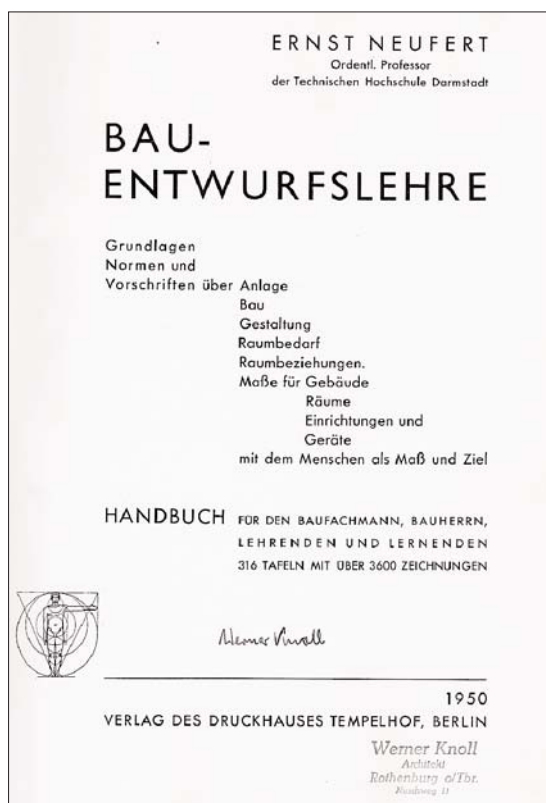 ERNST NEUFERT
Ordentl. Professor
der Technischen Hochschule Darmstadt
BAU-
ENTWURFSLEHRE
Grundlagen
Normen und
Vorschriften über Anlage
Bau
Gestaltung
Raumbedarf
Raumbeziehungen.
Maße für Gebäude
Räume
Einrichtungen und
Geräte
mit dem Menschen als Maß und Ziel
HANDBUCH FÜR DEN BAUFACHMANN, BAUHERRN,
LEHRENDEN UND LERNENDEN
316 TAFELN MIT ÜBER 3600 ZEICHNUNGEN
Werner Knoll
1950
VERLAG DES DRUCKHAUSES TEMPELHOF, BERLIN
Werner Knoll
Architekt
Rothenburg o/Tbr.